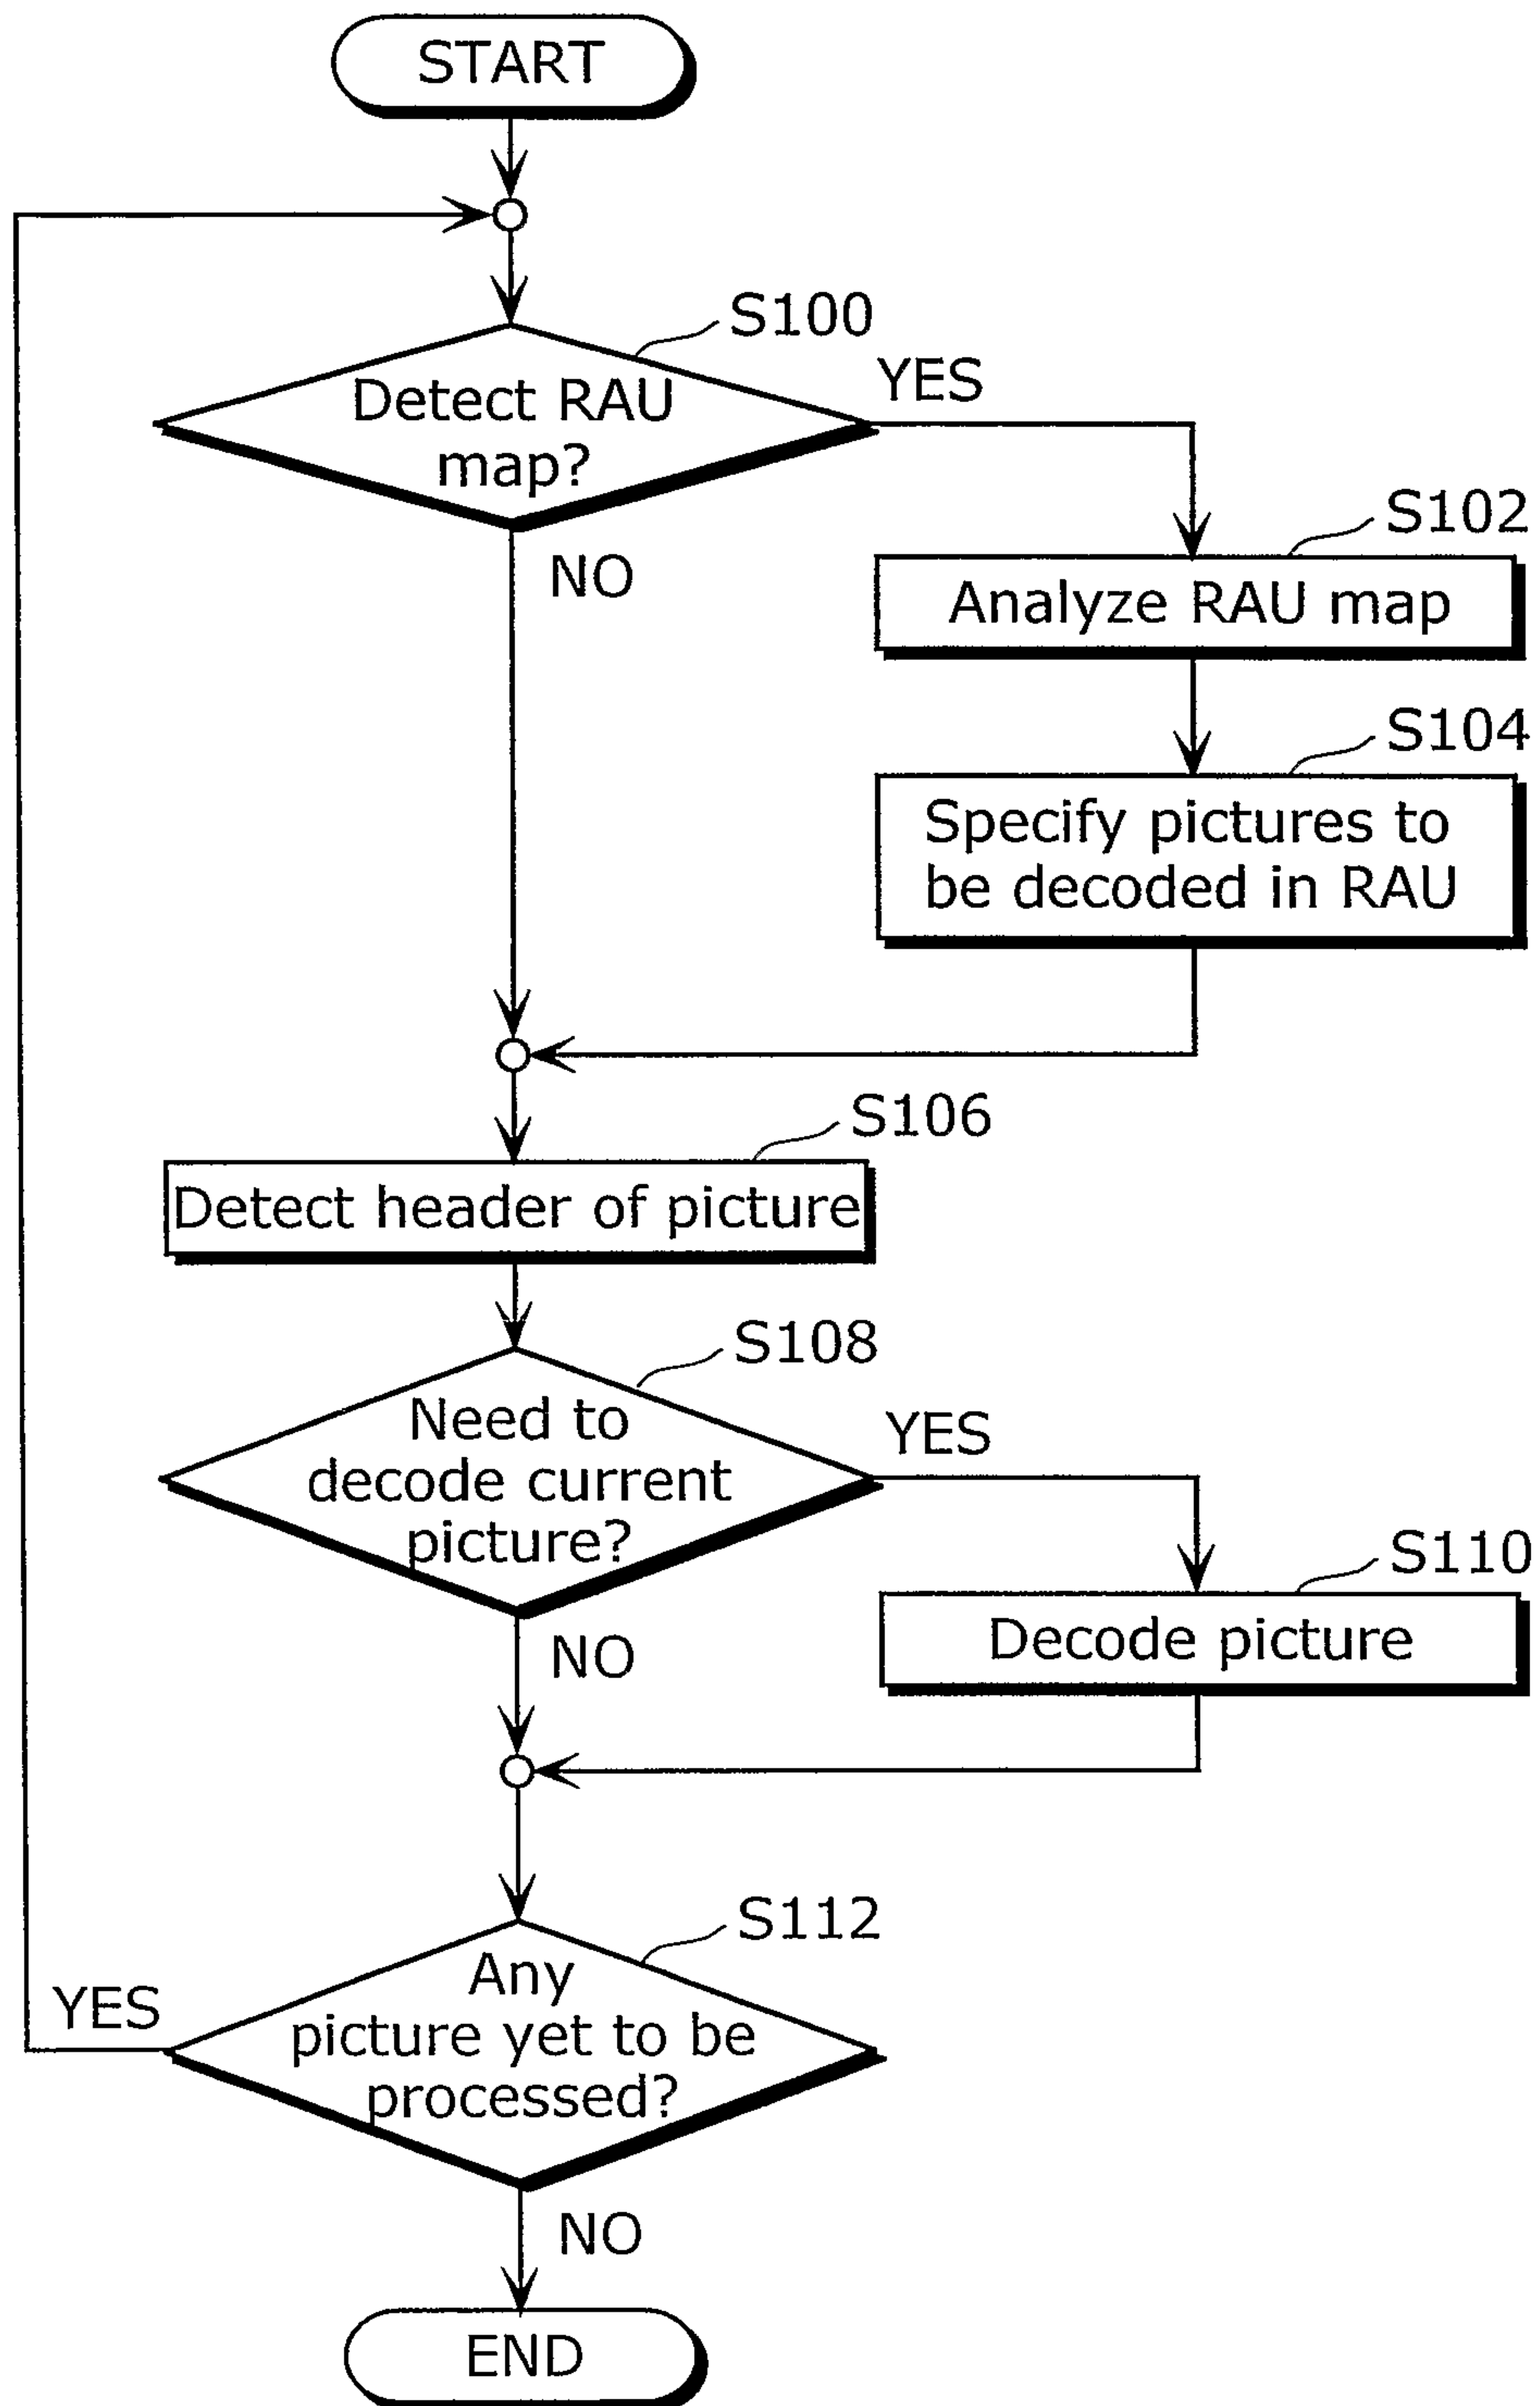 START
S100
Detect RAU
map?
YES
NO
S102
Analyze RAU map
S104
Specify pictures to
be decoded in RAU
S106
Detect header of picture
S108
Need to
decode current
picture?
YES
NO
S110
Decode picture
S112
Any
picture yet to be
processed?
YES
NO
END